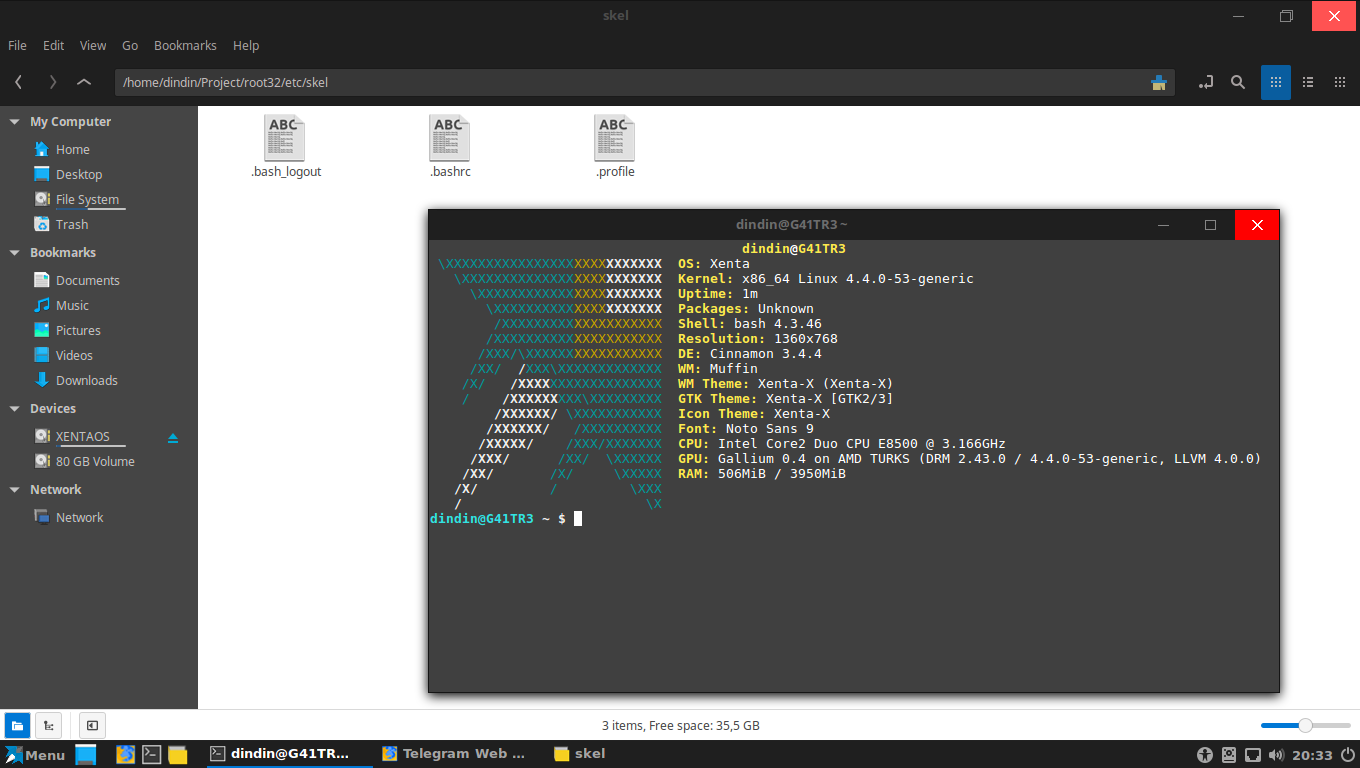 skel
File Edit View Go Bookmarks Help
/home/dindin/Project/root32/etc/skel
My Computer
Home
Desktop
File System
Trash
Bookmarks
Documents
Music
Pictures
Videos
Downloads
Devices
XENTAOS
80 GB Volume
Network
Network
ABC
.bash_logout
ABC
.bashrc
ABC
.profile
dindin@G41TR3 ~
dindin@G41TR3
\XXXXXXXXXXXXXXXXXXXXXXXXXXX OS: Xenta
\XXXXXXXXXXXXXXXXXXXXXXXXX Kernel: x86_64 Linux 4.4.0-53-generic
\XXXXXXXXXXXXXXXXXXXXXXX Uptime: 1m
\XXXXXXXXXXXXXXXXXXXXX Packages: Unknown
/XXXXXXXXXXXXXXXXXXXX Shell: bash 4.3.46
/XXXXXXXXXXXXXXXXXXXXX Resolution: 1360x768
/XXX/\XXXXXXXXXXXXXXXXX DE: Cinnamon 3.4.4
/XX/ /XXX\XXXXXXXXXXXXX WM: Muffin
/X/ /XXXXXXXXXXXXXXXXXX WM Theme: Xenta-X (Xenta-X)
/ /XXXXXXXXX\XXXXXXXXX GTK Theme: Xenta-X [GTK2/3]
/XXXXXX/ \XXXXXXXXXXX Icon Theme: Xenta-X
/XXXXXX/ /XXXXXXXXXX Font: Noto Sans 9
/XXXXX/ /XXX/XXXXXXX CPU: Intel Core2 Duo CPU E8500 @ 3.166GHz
/XXX/ /XX/ \XXXXXX GPU: Gallium 0.4 on AMD TURKS (DRM 2.43.0 / 4.4.0-53-generic, LLVM 4.0.0)
/XX/ /X/ \XXXXX RAM: 506MiB / 3950MiB
/X/ / \XXX
/ \X
dindin@G41TR3 ~ $
3 items, Free space: 35,5 GB
Menu
dindin@G41TR...
Telegram Web ...
skel
20:33